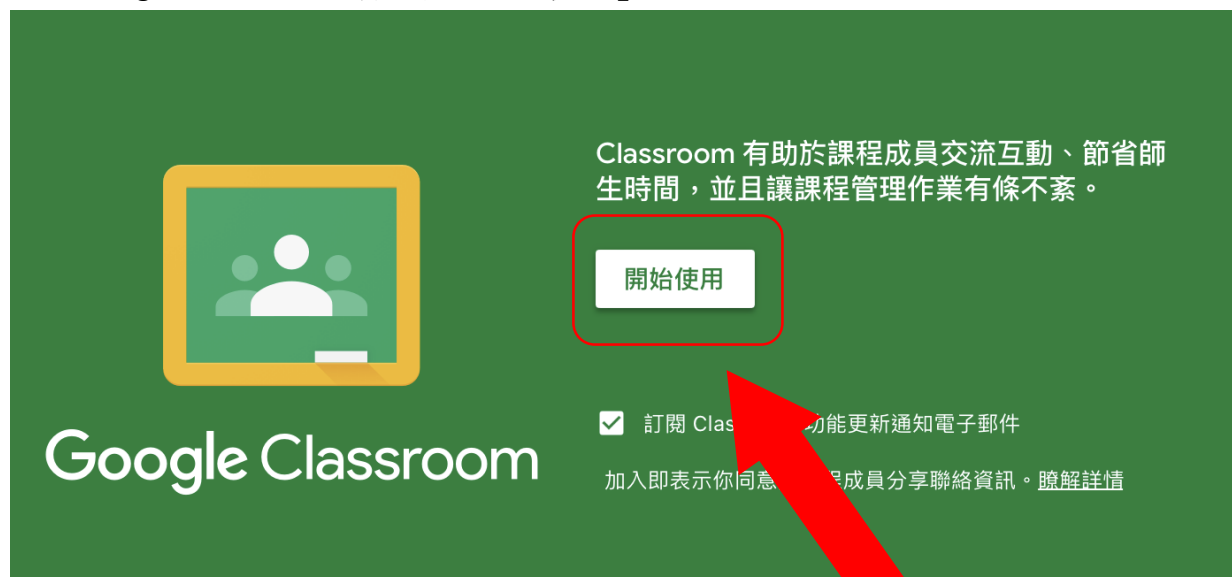 Classroom 有助於課程成員交流互動、節省師
生時間，並且讓課程管理作業有條不紊。
開始使用
訂閱 Clas 功能更新通知電子郵件
Google Classroom
加入即表示你同意 成員分享聯絡資訊。瞭解詳情